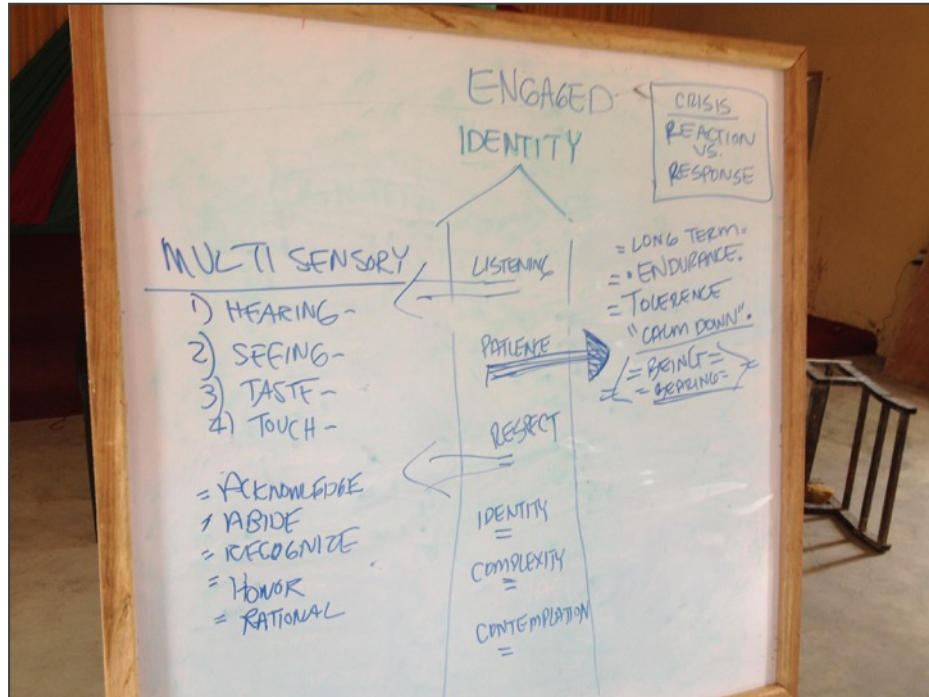 ENGAGED
IDENTITY
CRISIS
REACTION
VS.
RESPONSE
MULTI SENSORY
1) HEARING -
2) SEEING -
3) TASTE -
4) TOUCH -
LISTENING
PATIENCE
RESPECT
IDENTITY
COMPLEXITY
CONTEMPLATION
= LONG TERM.
= • ENDURANCE.
= TOLERENCE
"CALM DOWN".
= BEING =
= BEARING =
= ACKNOWLEDGE
= ABIDE
= RECOGNIZE
= HONOR
= RATIONAL